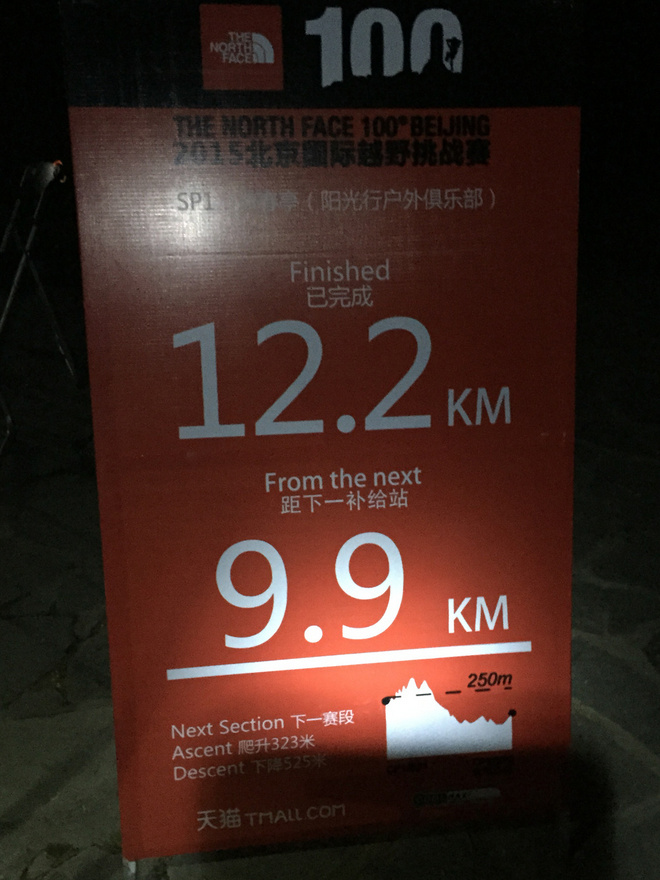 THE
NORTH
FACE
100
THE NORTH FACE 100® BEIJING
2015北京国际越野挑战赛
SP1 亭（阳光行户外俱乐部）
Finished
已完成
12.2 KM
From the next
距下一补给站
9.9 KM
250m
Next Section 下一赛段
Ascent 爬升323米
Descent 下降525米
天猫 TMALL.COM